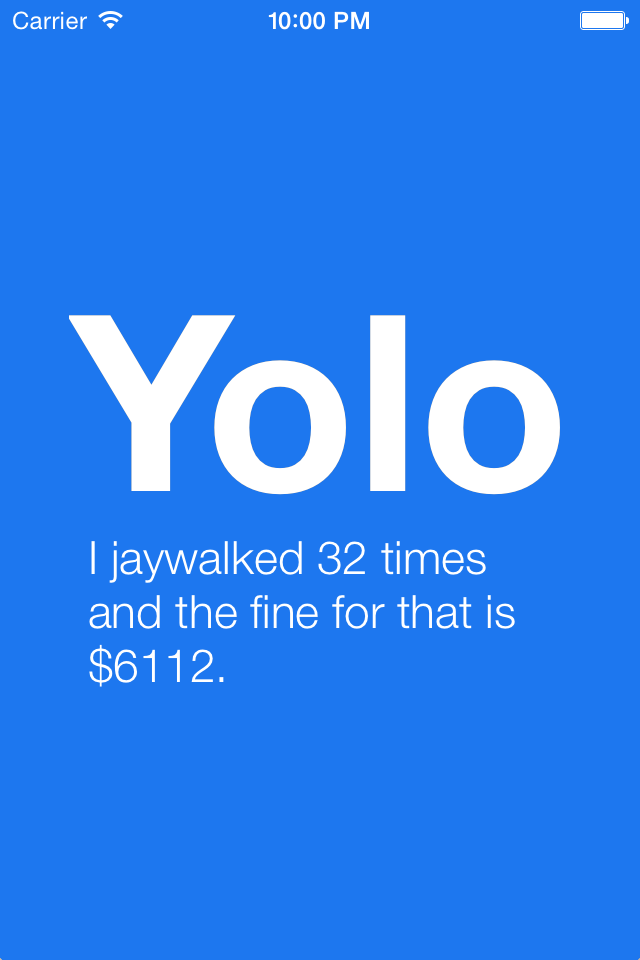 Carrier 10:00 PM
Yolo
I jaywalked 32 times
and the fine for that is
$6112.